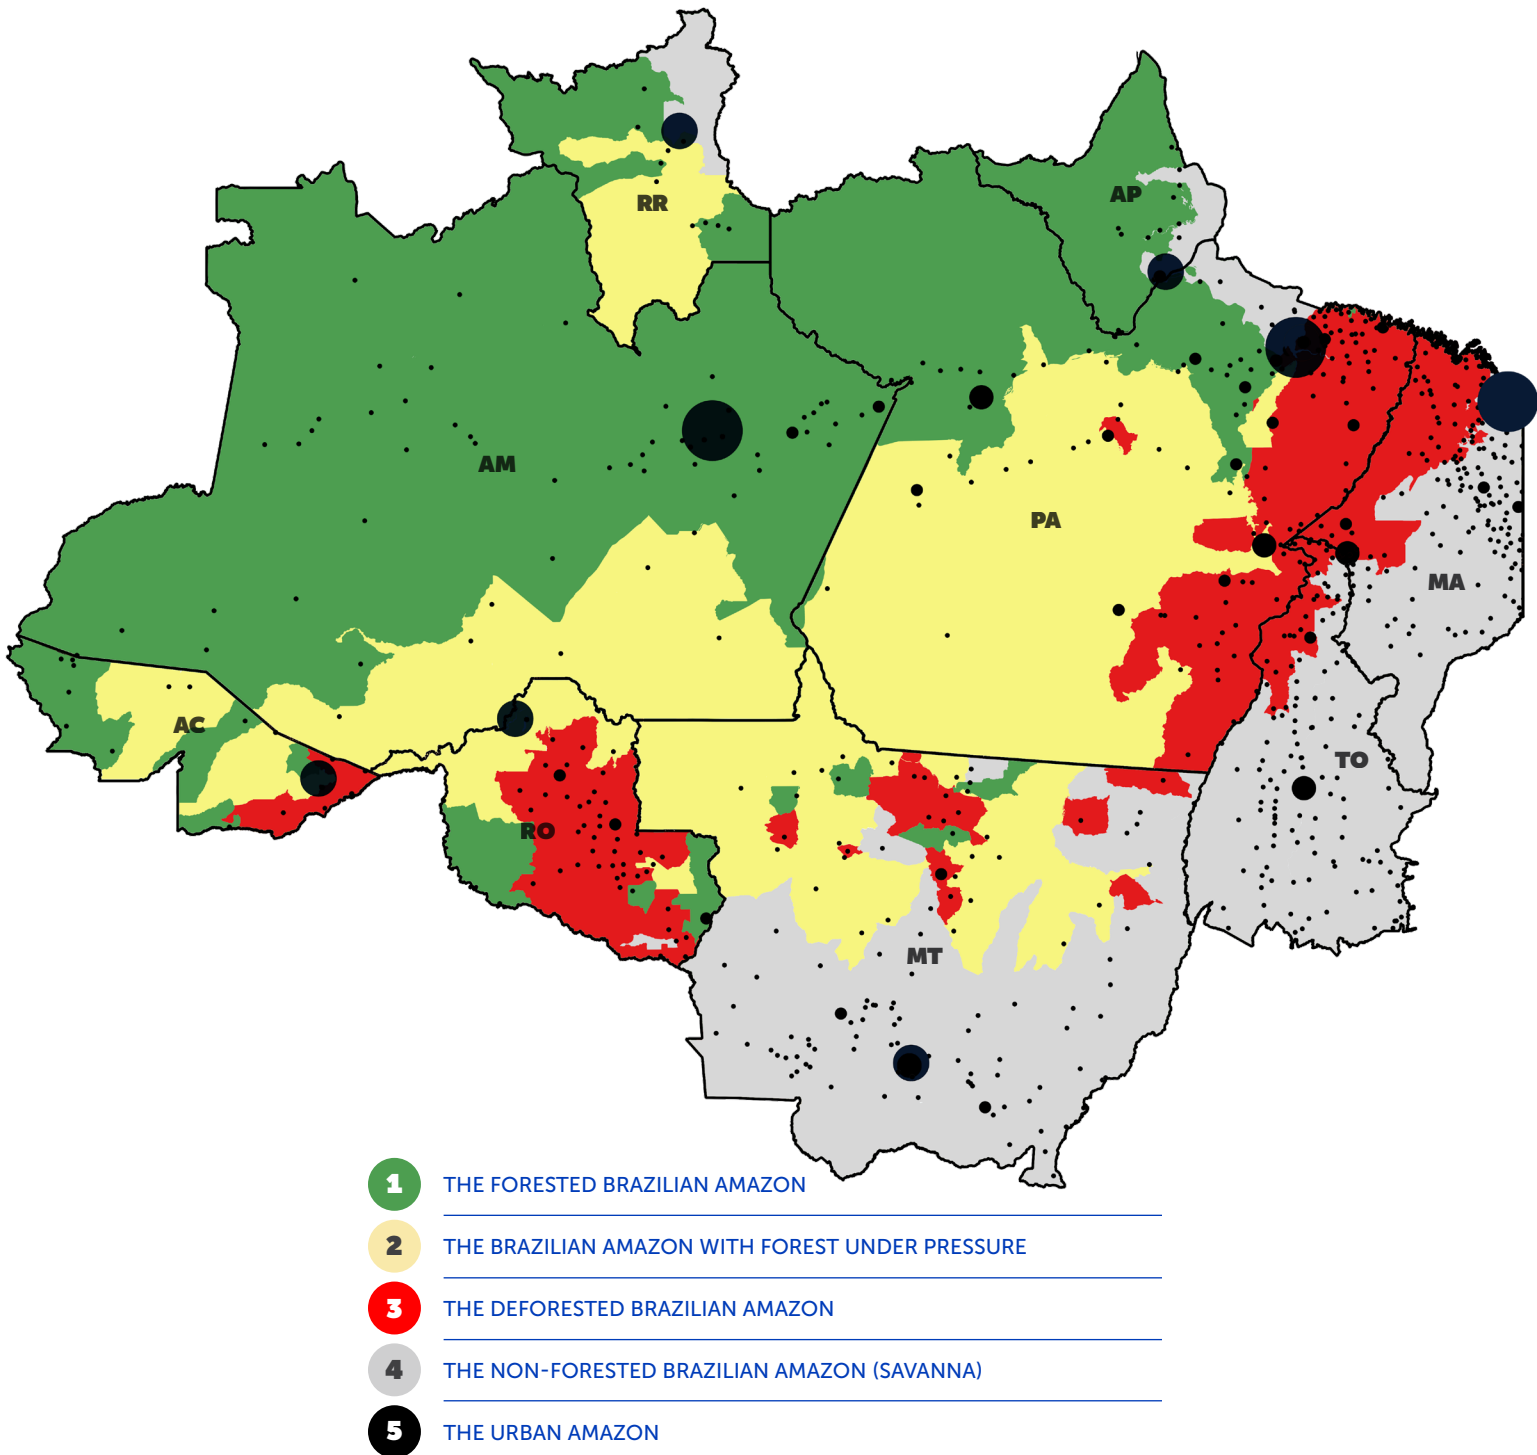 RR
AP
AM
PA
MA
AC
TO
RO
MT
1 THE FORESTED BRAZILIAN AMAZON
2 THE BRAZILIAN AMAZON WITH FOREST UNDER PRESSURE
3 THE DEFORESTED BRAZILIAN AMAZON
4 THE NON-FORESTED BRAZILIAN AMAZON (SAVANNA)
5 THE URBAN AMAZON